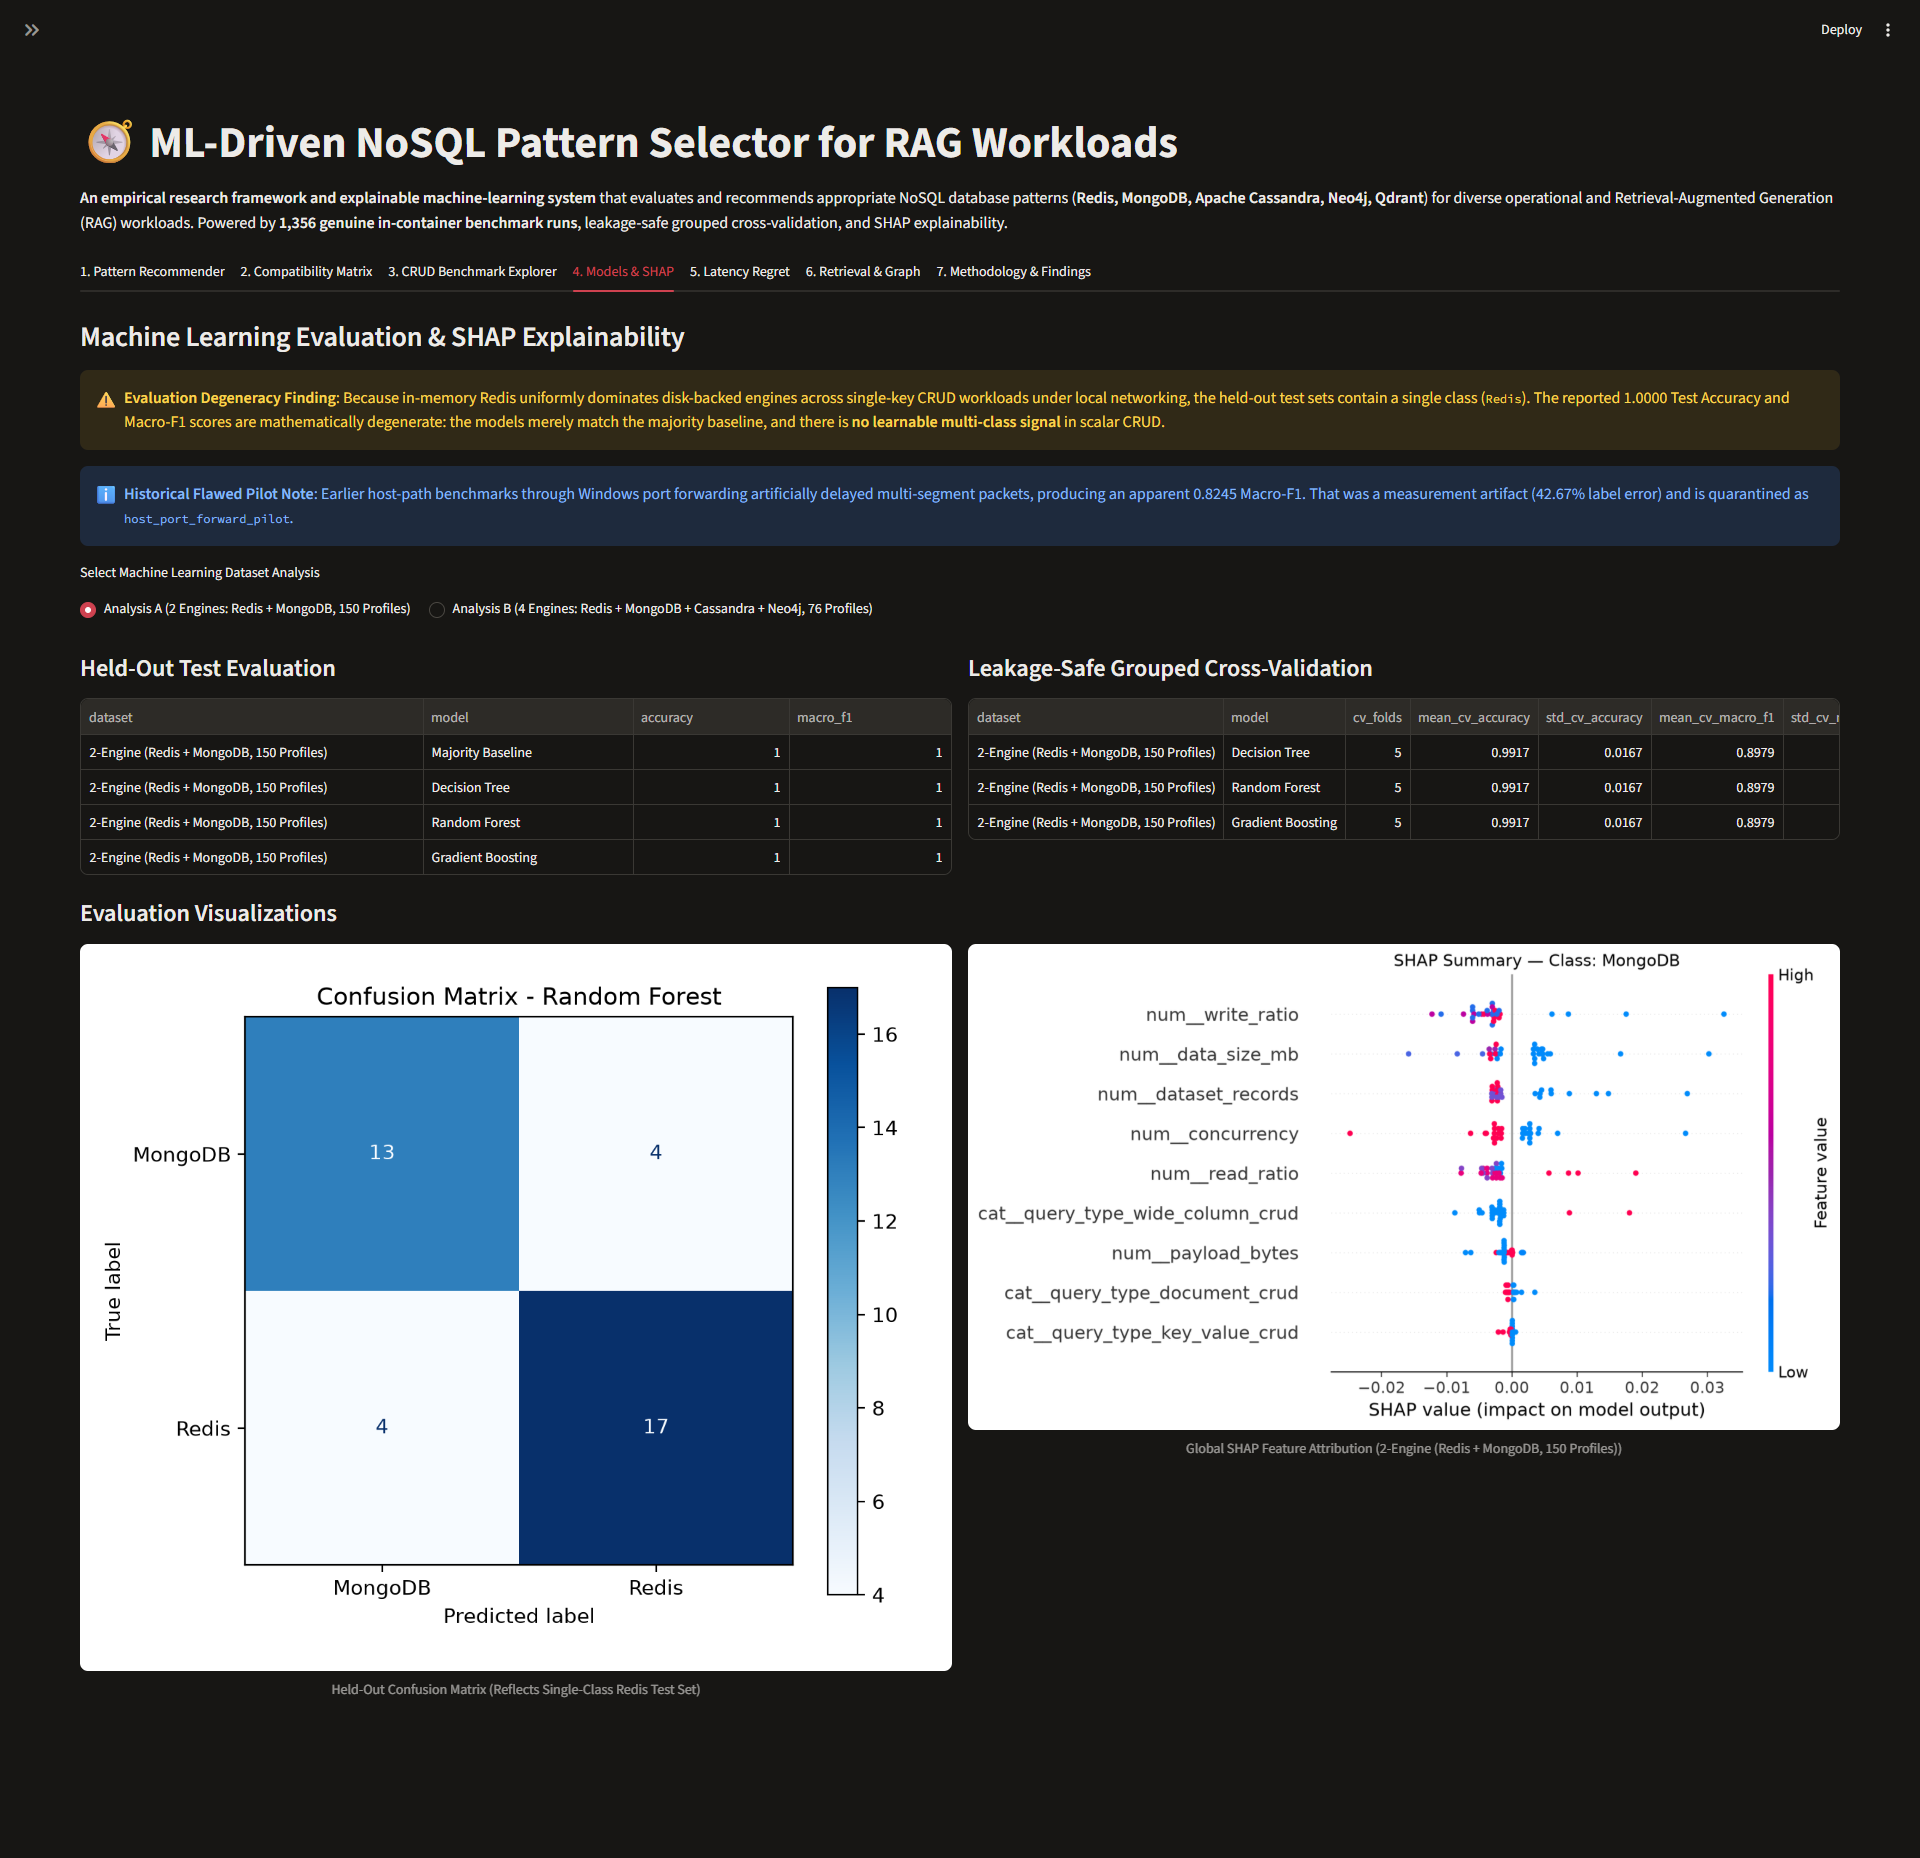 Deploy
ML-Driven NoSQL Pattern Selector for RAG Workloads
An empirical research framework and explainable machine-learning system that evaluates and recommends appropriate NoSQL database patterns (Redis, MongoDB, Apache Cassandra, Neo4j, Qdrant) for diverse operational and Retrieval-Augmented Generation
(RAG) workloads. Powered by 1,356 genuine in-container benchmark runs, leakage-safe grouped cross-validation, and SHAP explainability.
1. Pattern Recommender 2. Compatibility Matrix 3. CRUD Benchmark Explorer 4. Models & SHAP 5. Latency Regret 6. Retrieval & Graph 7. Methodology & Findings
Machine Learning Evaluation & SHAP Explainability
Evaluation Degeneracy Finding: Because in-memory Redis uniformly dominates disk-backed engines across single-key CRUD workloads under local networking, the held-out test sets contain a single class (Redis). The reported 1.0000 Test Accuracy and
Macro-F1 scores are mathematically degenerate: the models merely match the majority baseline, and there is no learnable multi-class signal in scalar CRUD.
Historical Flawed Pilot Note: Earlier host-path benchmarks through Windows port forwarding artificially delayed multi-segment packets, producing an apparent 0.8245 Macro-F1. That was a measurement artifact (42.67% label error) and is quarantined as
host_port_forward_pilot.
Select Machine Learning Dataset Analysis
Analysis A (2 Engines: Redis + MongoDB, 150 Profiles) Analysis B (4 Engines: Redis + MongoDB + Cassandra + Neo4j, 76 Profiles)
Held-Out Test Evaluation
dataset model accuracy macro_f1
2-Engine (Redis + MongoDB, 150 Profiles) Majority Baseline 1 1
2-Engine (Redis + MongoDB, 150 Profiles) Decision Tree 1 1
2-Engine (Redis + MongoDB, 150 Profiles) Random Forest 1 1
2-Engine (Redis + MongoDB, 150 Profiles) Gradient Boosting 1 1
Leakage-Safe Grouped Cross-Validation
dataset model cv_folds mean_cv_accuracy std_cv_accuracy mean_cv_macro_f1 std_cv_r
2-Engine (Redis + MongoDB, 150 Profiles) Decision Tree 5 0.9917 0.0167 0.8979
2-Engine (Redis + MongoDB, 150 Profiles) Random Forest 5 0.9917 0.0167 0.8979
2-Engine (Redis + MongoDB, 150 Profiles) Gradient Boosting 5 0.9917 0.0167 0.8979
Evaluation Visualizations
Confusion Matrix - Random Forest
True label
MongoDB 13 4
Redis 4 17
MongoDB Redis
Predicted label
16
14
12
10
8
6
4
Held-Out Confusion Matrix (Reflects Single-Class Redis Test Set)
SHAP Summary — Class: MongoDB
num__write_ratio
num__data_size_mb
num__dataset_records
num__concurrency
num__read_ratio
cat__query_type_wide_column_crud
num__payload_bytes
cat__query_type_document_crud
cat__query_type_key_value_crud
−0.02 −0.01 0.00 0.01 0.02 0.03
SHAP value (impact on model output)
High
Feature value
Low
Global SHAP Feature Attribution (2-Engine (Redis + MongoDB, 150 Profiles))